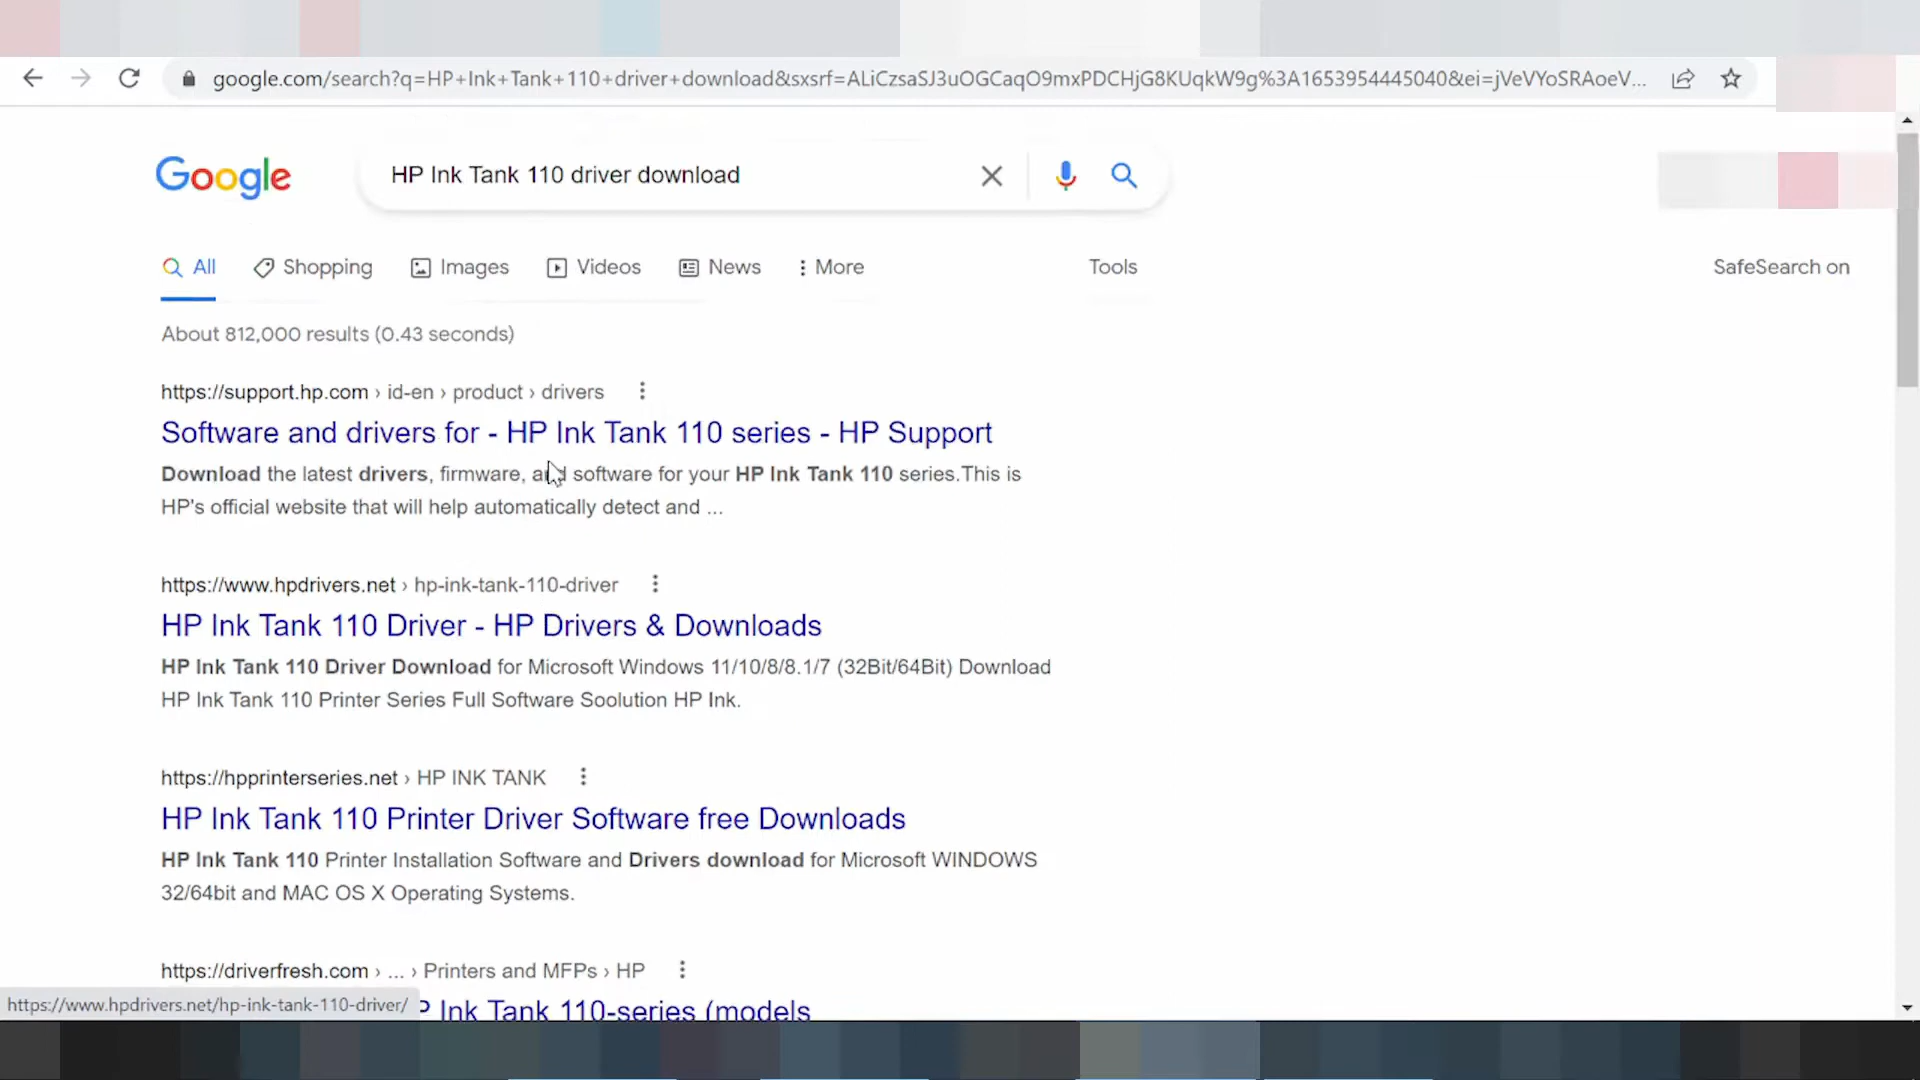 google.com/search?q=HP+Ink+Tank+110+driver+download&sxsrf=ALiCzsaSJ3uOGCaqO9mxPDCHjG8KUqkW9g%3A1653954445040&ei=jVeVYoSRAoeV...
Google
HP Ink Tank 110 driver download
All Shopping Images Videos News More Tools SafeSearch on
About 812,000 results (0.43 seconds)
https://support.hp.com › id-en › product › drivers
Software and drivers for - HP Ink Tank 110 series - HP Support
Download the latest drivers, firmware, and software for your HP Ink Tank 110 series.This is
HP's official website that will help automatically detect and ...
https://www.hpdrivers.net › hp-ink-tank-110-driver
HP Ink Tank 110 Driver - HP Drivers & Downloads
HP Ink Tank 110 Driver Download for Microsoft Windows 11/10/8/8.1/7 (32Bit/64Bit) Download
HP Ink Tank 110 Printer Series Full Software Soolution HP Ink.
https://hpprinterseries.net › HP INK TANK
HP Ink Tank 110 Printer Driver Software free Downloads
HP Ink Tank 110 Printer Installation Software and Drivers download for Microsoft WINDOWS
32/64bit and MAC OS X Operating Systems.
https://driverfresh.com › ... › Printers and MFPs › HP
Ink Tank 110-series (models
https://www.hpdrivers.net/hp-ink-tank-110-driver/